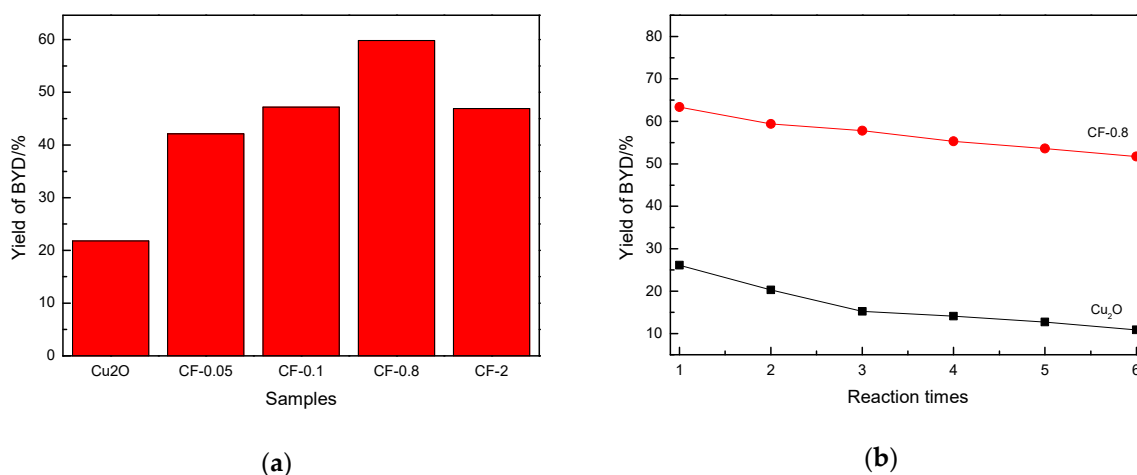 60
50
40
30
20
10
0
Yield of BYD/%
Cu2O
CF-0.05
CF-0.1
CF-0.8
CF-2
Samples
(a)
80
70
60
50
40
30
20
10
Yield of BYD/%
CF-0.8
Cu₂O
1
2
3
4
5
6
Reaction times
(b)